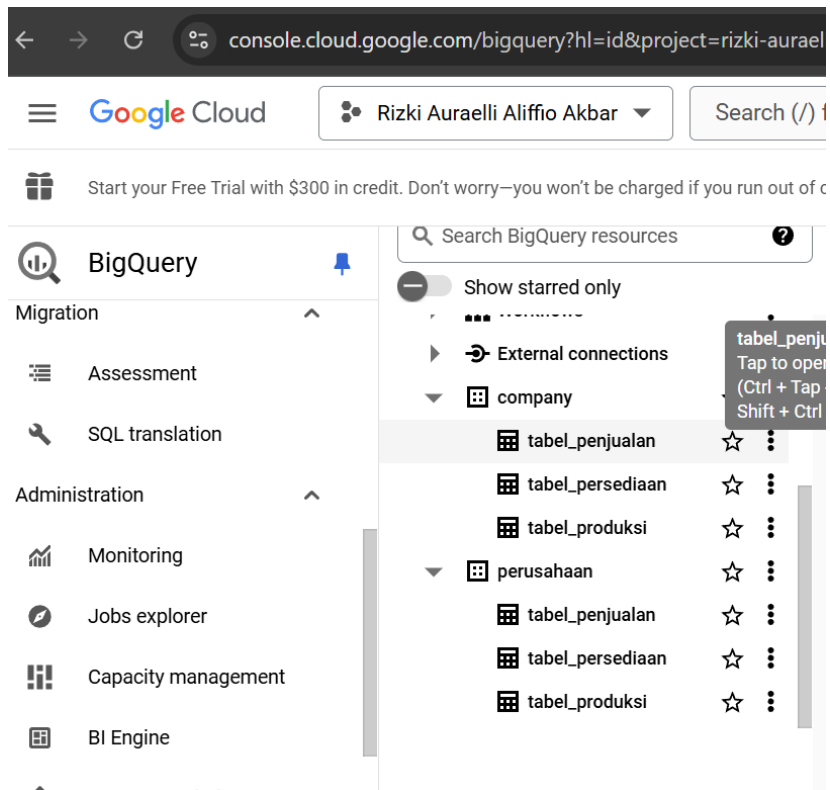 console.cloud.google.com/bigquery?hl=id&project=rizki-aurael
Google Cloud
Rizki Auraelli Aliffio Akbar
Search (/) f
Start your Free Trial with $300 in credit. Don't worry—you won't be charged if you run out of c
BigQuery
Migration
Assessment
SQL translation
Administration
Monitoring
Jobs explorer
Capacity management
BI Engine
Search BigQuery resources
Show starred only
External connections
company
tabel_penjualan
tabel_persediaan
tabel_produksi
perusahaan
tabel_penjualan
tabel_persediaan
tabel_produksi
tabel_penju
Tap to open
(Ctrl + Tap
Shift + Ctrl